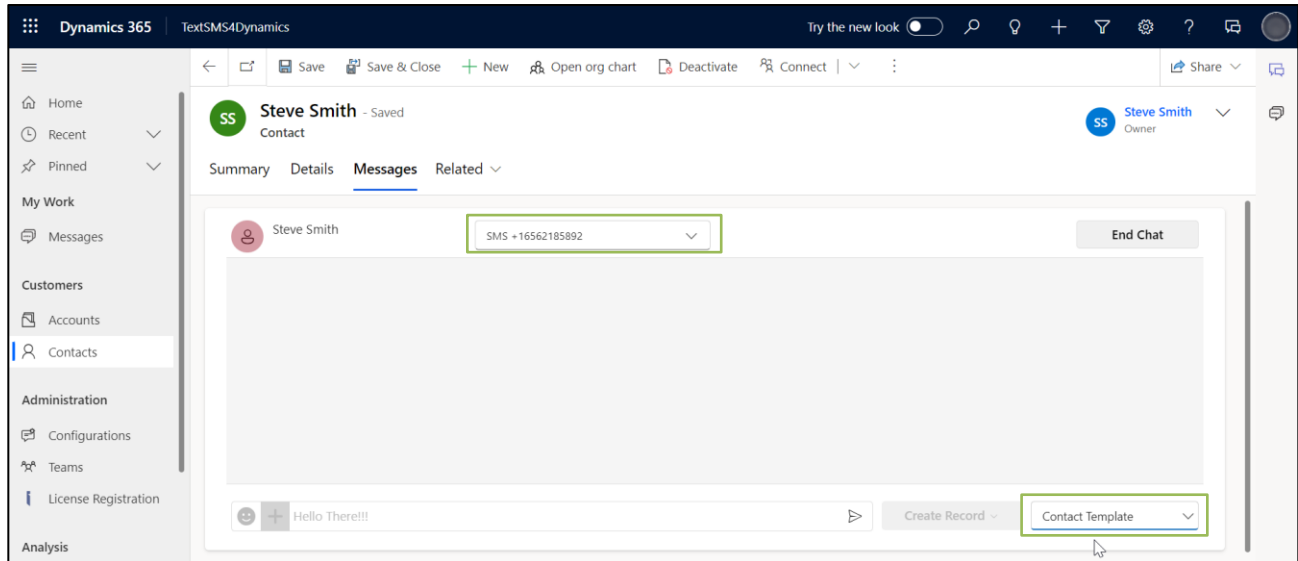 Dynamics 365 TextSMS4Dynamics Try the new look
Save Save & Close New Open org chart Deactivate Connect Share
Home
Recent
Pinned
My Work
Messages
Customers
Accounts
Contacts
Administration
Configurations
Teams
License Registration
Analysis
SS Steve Smith - Saved
Contact
SS Steve Smith
Owner
Summary Details Messages Related
Steve Smith SMS +16562185892 End Chat
Hello There!!! Create Record Contact Template